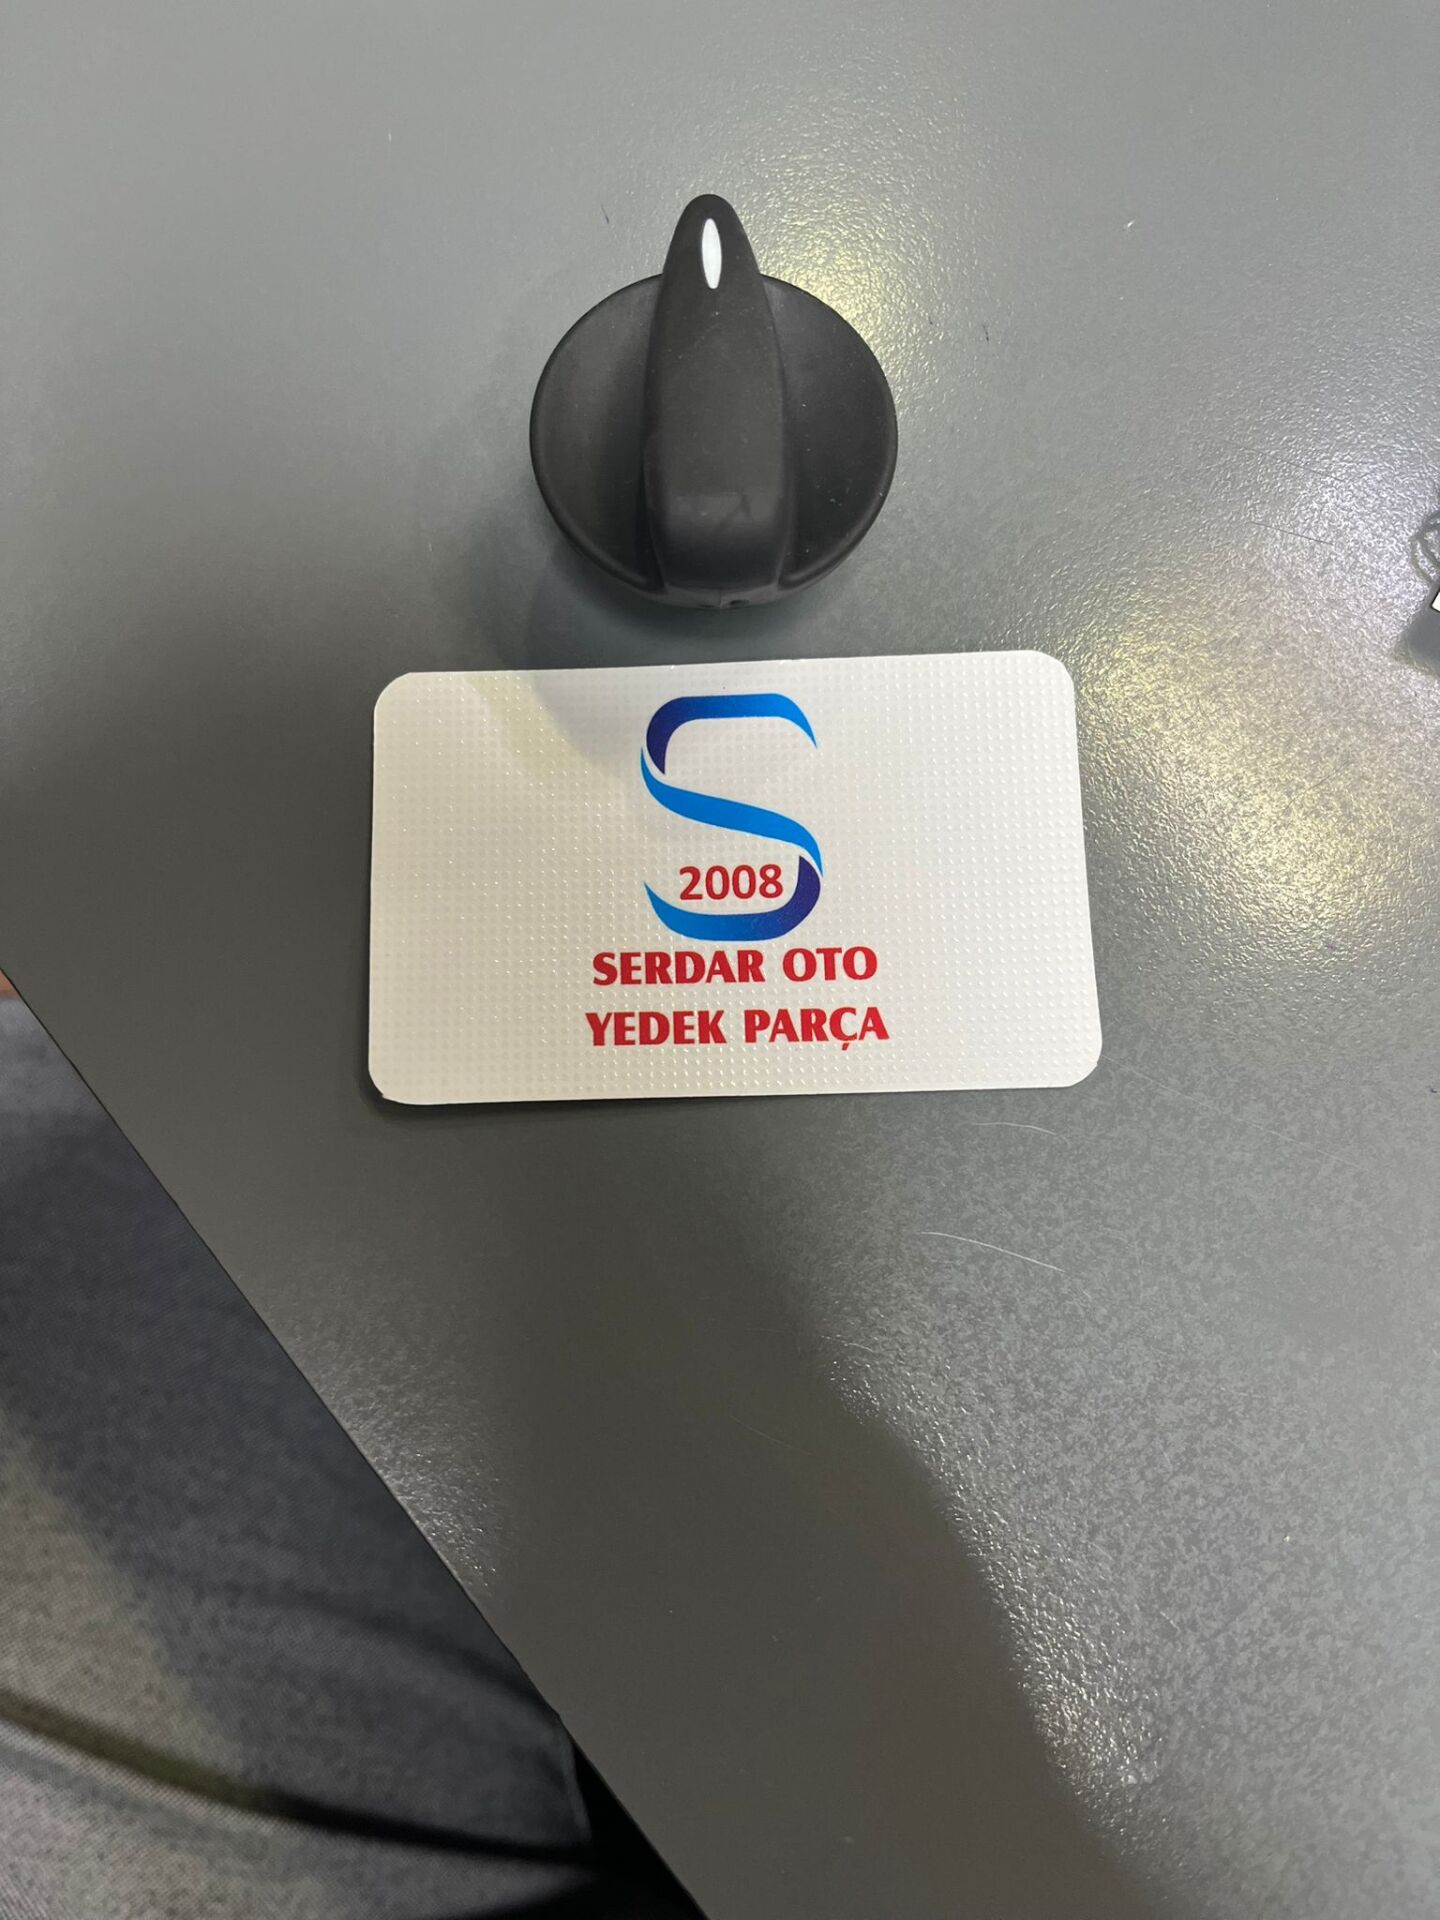 S
2008
SERDAR OTO
YEDEK PARÇA